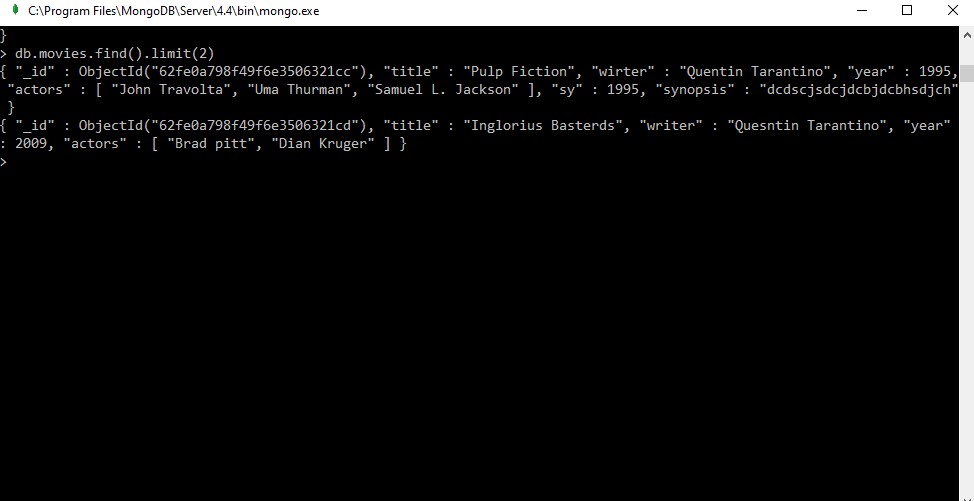 C:\Program Files\MongoDB\Server\4.4\bin\mongo.exe
}
> db.movies.find().limit(2)
{ "_id" : ObjectId("62fe0a798f49f6e3506321cc"), "title" : "Pulp Fiction", "wirter" : "Quentin Tarantino", "year" : 1995,
"actors" : [ "John Travolta", "Uma Thurman", "Samuel L. Jackson" ], "sy" : 1995, "synopsis" : "dcdscjsdcjdcbjdcbhsdjch"
}
{ "_id" : ObjectId("62fe0a798f49f6e3506321cd"), "title" : "Inglorius Basterds", "writer" : "Quesntin Tarantino", "year"
: 2009, "actors" : [ "Brad pitt", "Dian Kruger" ] }
>